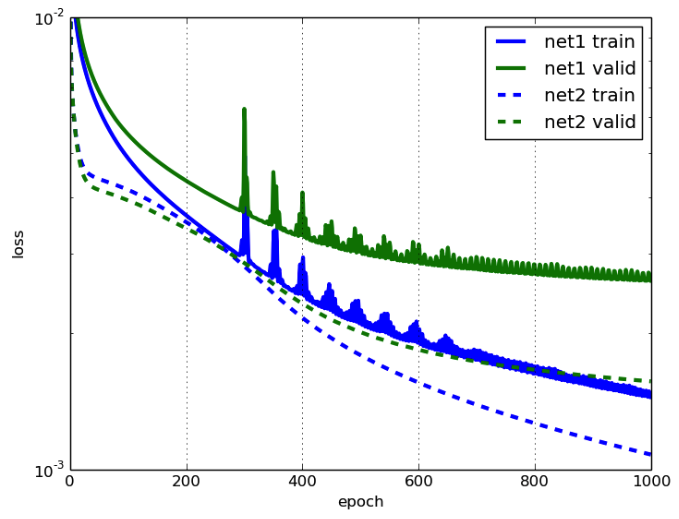 10^-2
net1 train
net1 valid
net2 train
net2 valid
loss
10^-3
0 200 400 600 800 1000
epoch